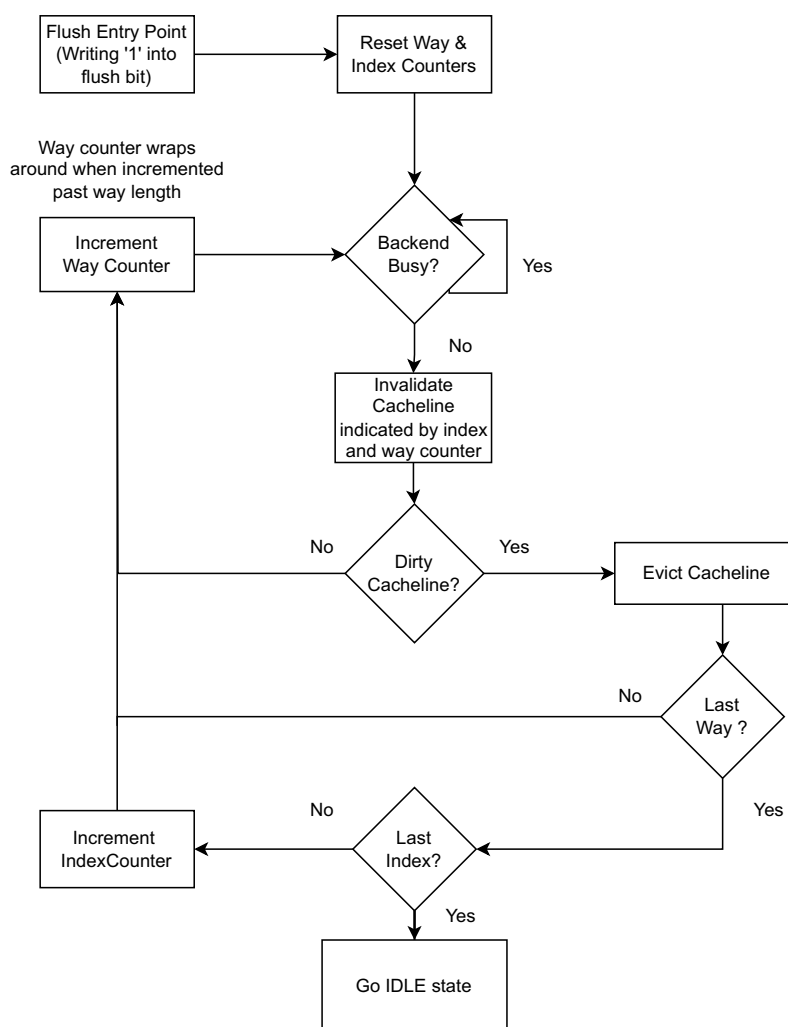 Flush Entry Point
(Writing '1' into
flush bit)
Reset Way &
Index Counters
Way counter wraps
around when incremented
past way length
Increment
Way Counter
Backend
Busy?
Yes
No
Invalidate
Cacheline
indicated by index
and way counter
No
Dirty
Cacheline?
Yes
Evict Cacheline
No
Last
Way ?
Yes
Increment
IndexCounter
No
Last
Index?
Yes
Go IDLE state